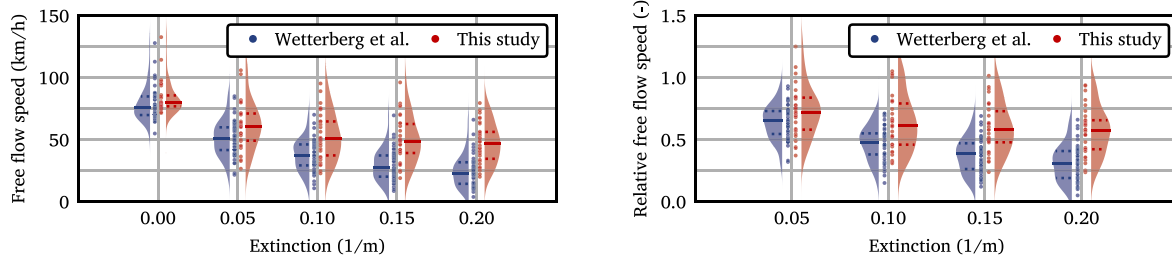 Free flow speed (km/h)
150
100
50
0
Wetterberg et al.
This study
0.00
0.05
0.10
0.15
0.20
Extinction (1/m)
Relative free flow speed (-)
1.5
1.0
0.5
0.0
Wetterberg et al.
This study
0.05
0.10
0.15
0.20
Extinction (1/m)